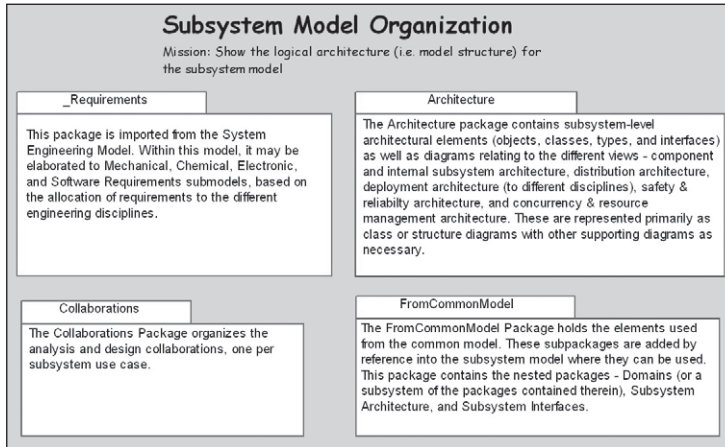 Subsystem Model Organization
Mission: Show the logical architecture (i.e. model structure) for
the subsystem model
_Requirements
This package is imported from the System
Engineering Model. Within this model, it may be
elaborated to Mechanical, Chemical, Electronic,
and Software Requirements submodels, based on
the allocation of requirements to the different
engineering disciplines.
Architecture
The Architecture package contains subsystem-level
architectural elements (objects, classes, types, and interfaces)
as well as diagrams relating to the different views - component
and internal subsystem architecture, distribution architecture,
deployment architecture (to different disciplines), safety &
reliabilty architecture, and concurrency & resource
management architecture. These are represented primarily as
class or structure diagrams with other supporting diagrams as
necessary.
Collaborations
The Collaborations Package organizes the
analysis and design collaborations, one per
subsystem use case.
FromCommonModel
The FromCommonModel Package holds the elements used
from the common model. These subpackages are added by
reference into the subsystem model where they can be used.
This package contains the nested packages - Domains (or a
subsystem of the packages contained therein), Subsystem
Architecture, and Subsystem Interfaces.